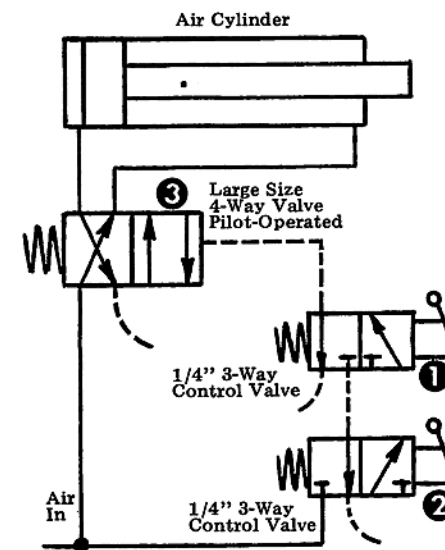 Air Cylinder
3
Large Size
4-Way Valve
Pilot-Operated
1/4" 3-Way
Control Valve
1
Air
In
1/4" 3-Way
Control Valve
2